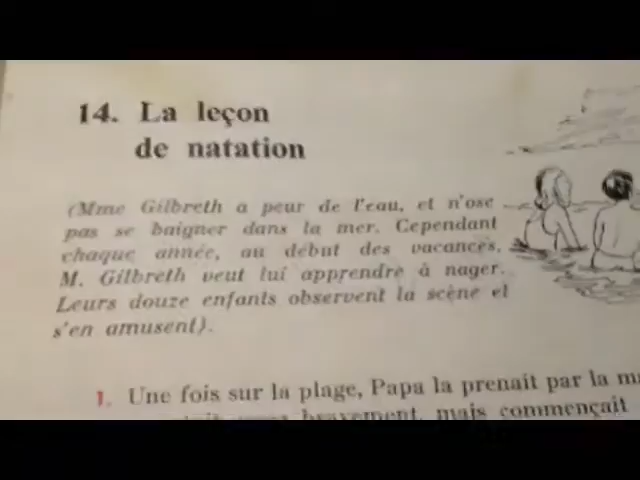 14. La leçon
de natation
(Mme Gilbreth a peur de l'eau, et n'ose
pas se baigner dans la mer. Cependant
chaque année, au début des vacances,
M. Gilbreth veut lui apprendre à nager.
Leurs douze enfants observent la scène et
s'en amusent).
1. Une fois sur la plage, Papa la prenait par la ma
bravement, mais commençait